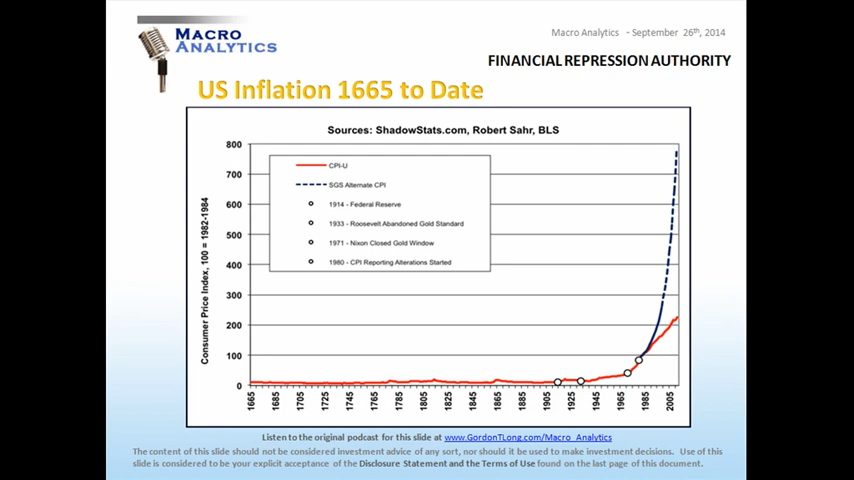 MACRO
ANALYTICS
Macro Analytics - September 26th, 2014
FINANCIAL REPRESSION AUTHORITY
US Inflation 1665 to Date
Sources: ShadowStats.com, Robert Sahr, BLS
Consumer Price Index, 100 = 1982-1984
800
700
600
500
400
300
200
100
0
CPI-U
SGS Alternate CPI
1914 - Federal Reserve
1933 - Roosevelt Abandoned Gold Standard
1971 - Nixon Closed Gold Window
1980 - CPI Reporting Alterations Started
1665 1685 1705 1725 1745 1765 1785 1805 1825 1845 1865 1885 1905 1925 1945 1965 1985 2005
Listen to the original podcast for this slide at www.GordonTLong.com/Macro_Analytics
The content of this slide should not be considered investment advice of any sort, nor should it be used to make investment decisions. Use of this
slide is considered to be your explicit acceptance of the Disclosure Statement and the Terms of Use found on the last page of this document.